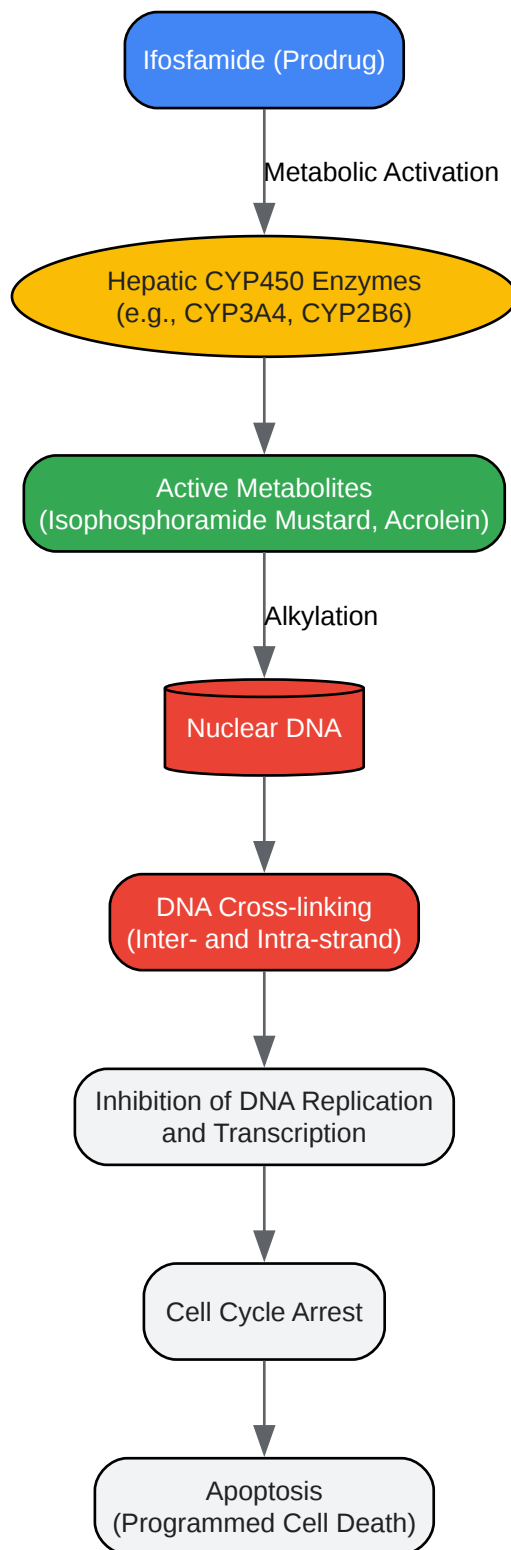 Ifosfamide (Prodrug)
Metabolic Activation
Hepatic CYP450 Enzymes
(e.g., CYP3A4, CYP2B6)
Active Metabolites
(Isophosphoramide Mustard, Acrolein)
Alkylation
Nuclear DNA
DNA Cross-linking
(Inter- and Intra-strand)
Inhibition of DNA Replication
and Transcription
Cell Cycle Arrest
Apoptosis
(Programmed Cell Death)